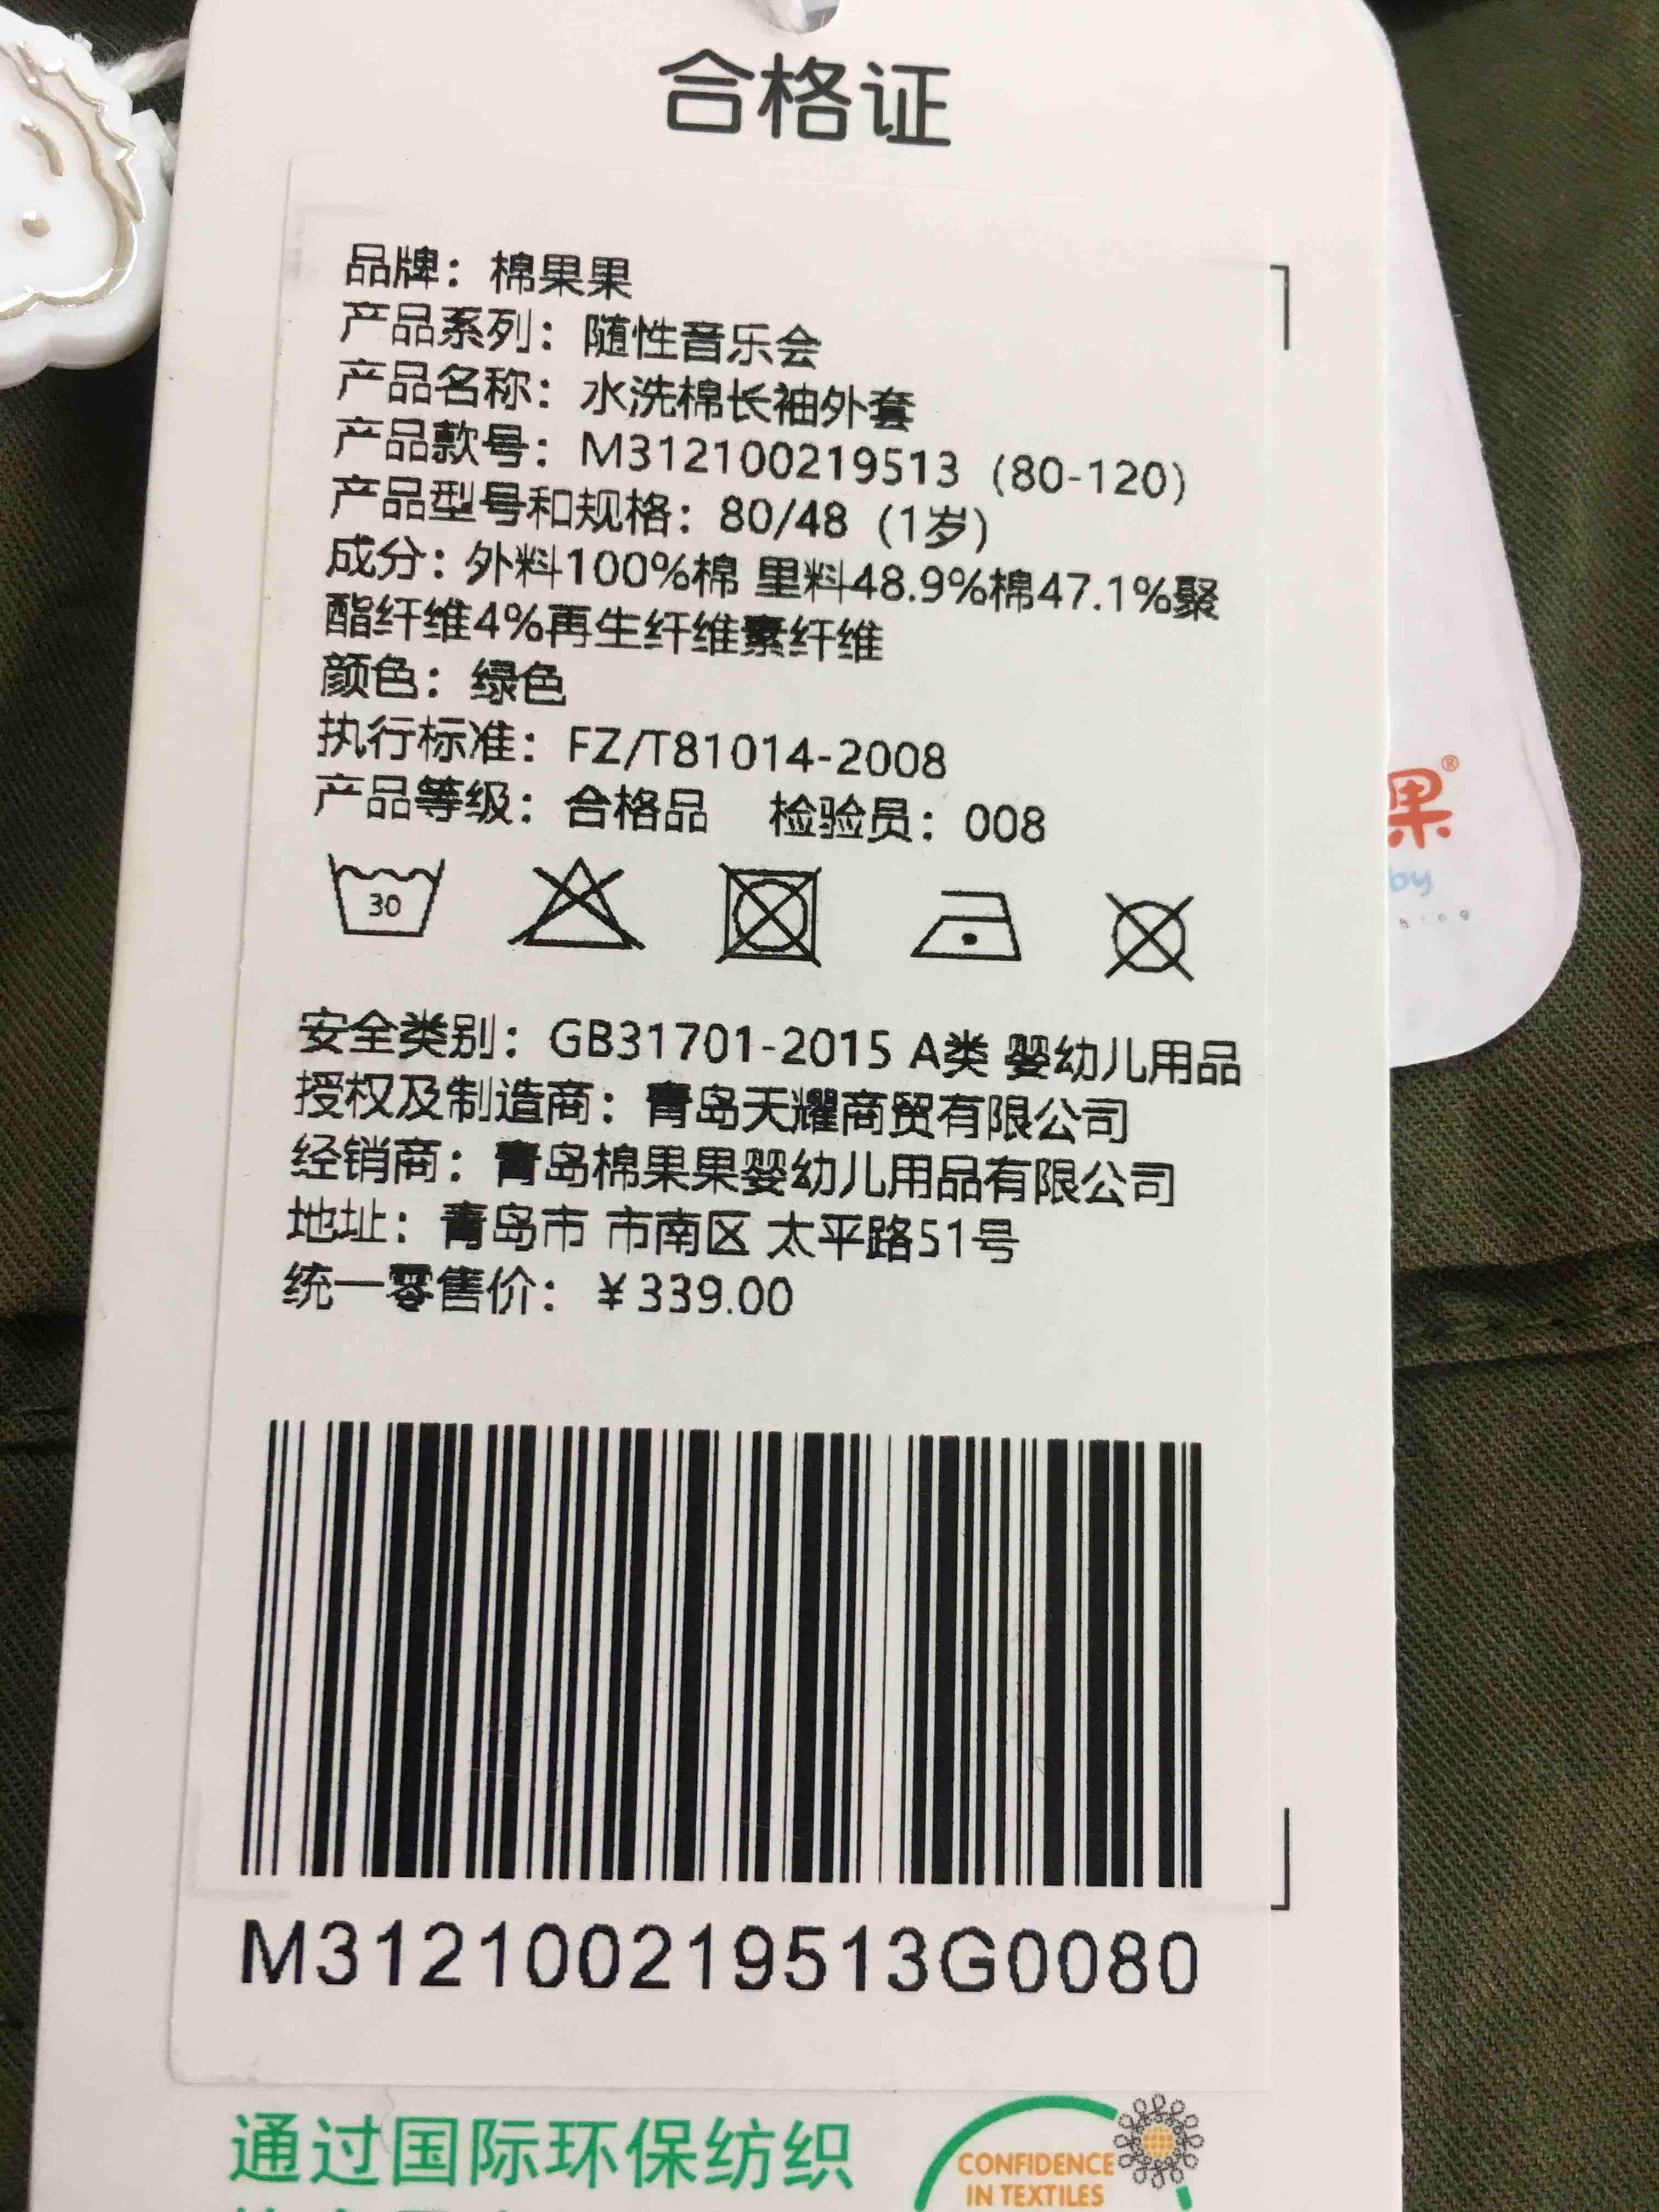 合格证
品牌：棉果果
产品系列：随性音乐会
产品名称：水洗棉长袖外套
产品款号：M312100219513（80-120）
产品型号和规格：80/48（1岁）
成分：外料100%棉 里料48.9%棉47.1%聚
酯纤维4%再生纤维素纤维
颜色：绿色
执行标准：FZ/T81014-2008
产品等级：合格品 检验员：008
30
安全类别：GB31701-2015 A类 婴幼儿用品
授权及制造商：青岛天耀商贸有限公司
经销商：青岛棉果果婴幼儿用品有限公司
地址：青岛市 市南区 太平路51号
统一零售价：￥339.00
M312100219513G0080
通过国际环保纺织
CONFIDENCE
IN TEXTILES
果®
by